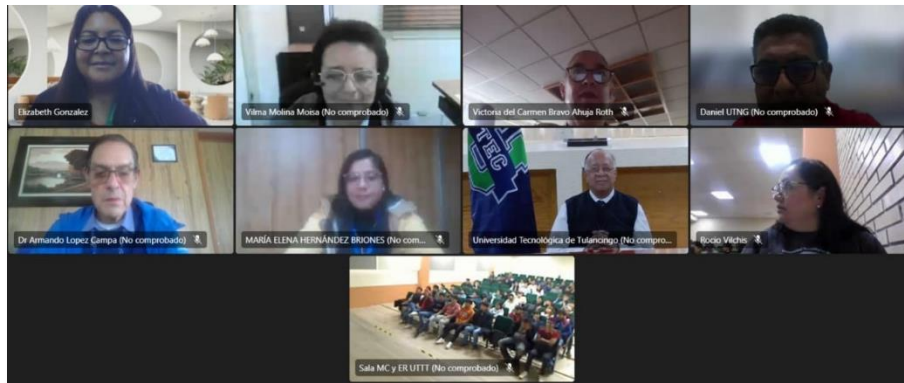 Elizabeth Gonzalez
Vilma Molina Moisa (No comprobado)
Victoria del Carmen Bravo Ahuja Roth
Daniel UTNG (No comprobado)
TEC
Dr Armando Lopez Campa (No comprobado)
MARÍA ELENA HERNÁNDEZ BRIONES (No com...
Universidad Tecnológica de Tulancingo (No compro...
Rocio Vilchis
Sala MC y ER UTTT (No comprobado)